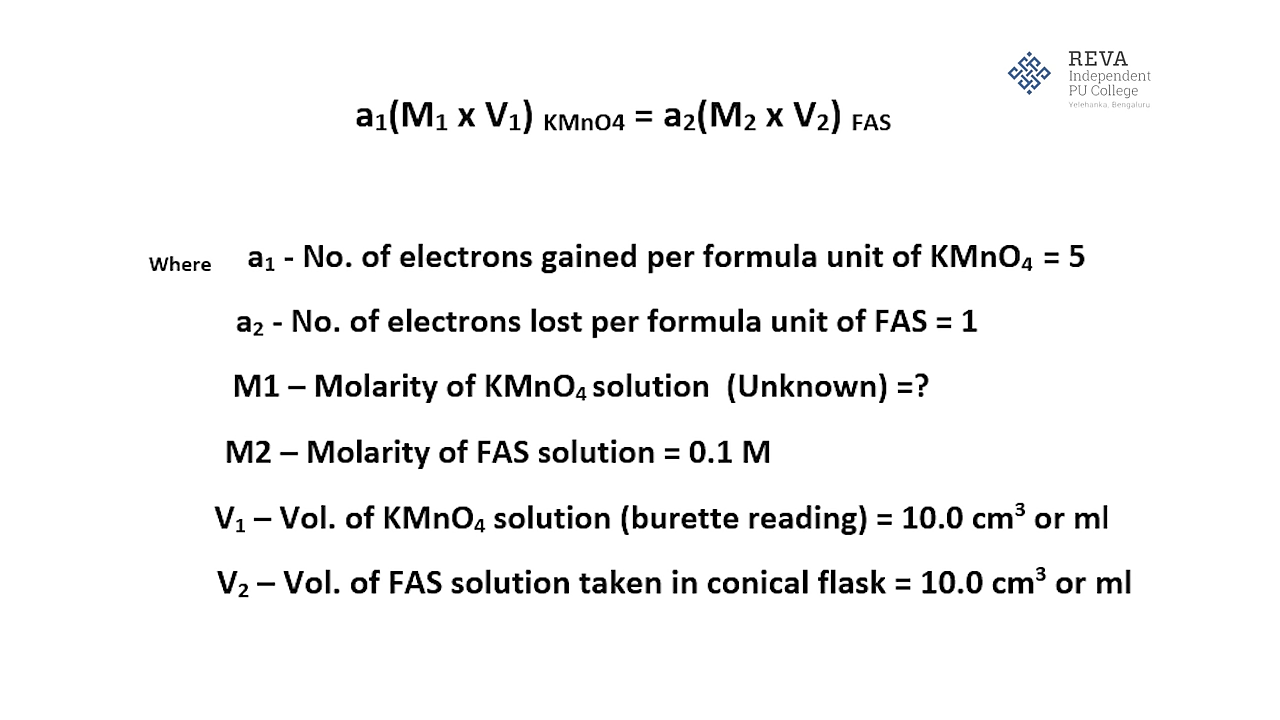 REVA
Independent
PU College
Yelehanka, Bengaluru
a₁(M₁ x V₁) KMnO4 = a₂(M₂ x V₂) FAS
Where a₁ - No. of electrons gained per formula unit of KMnO₄ = 5
a₂ - No. of electrons lost per formula unit of FAS = 1
M1 – Molarity of KMnO₄ solution (Unknown) =?
M2 – Molarity of FAS solution = 0.1 M
V₁ – Vol. of KMnO₄ solution (burette reading) = 10.0 cm³ or ml
V₂ – Vol. of FAS solution taken in conical flask = 10.0 cm³ or ml